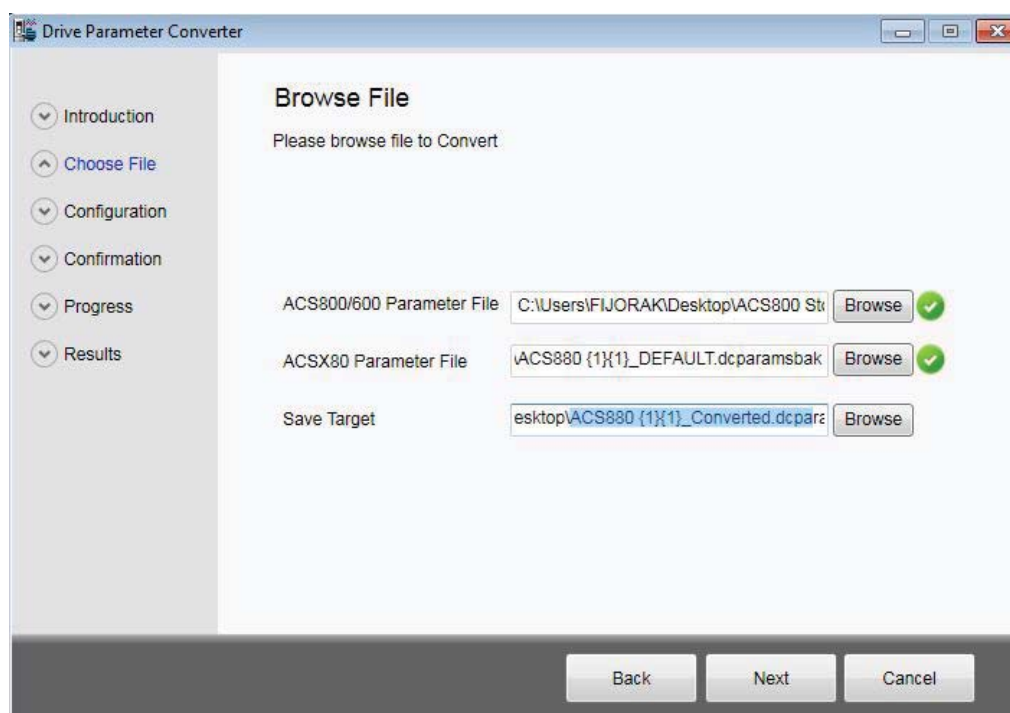 Drive Parameter Converter
Introduction
Choose File
Configuration
Confirmation
Progress
Results
Browse File
Please browse file to Convert
ACS800/600 Parameter File C:\Users\FIJORAK\Desktop\ACS800 Browse
ACSX80 Parameter File \ACS880 {1}{1}_DEFAULT.dcparamsbak Browse
Save Target esktop\ACS880 {1}{1}_Converted.dcpara Browse
Back Next Cancel